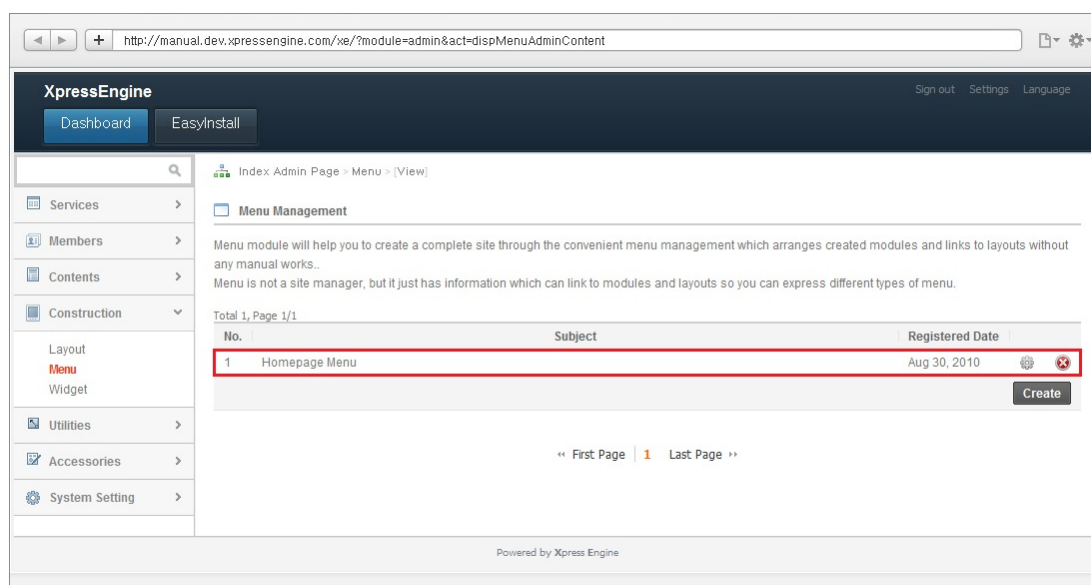 http://manual.dev.xpressengine.com/xe/?module=admin&act=dispMenuAdminContent
XpressEngine
Sign out Settings Language
Dashboard EasyInstall
Index Admin Page > Menu > [View]
Services
Menu Management
Members
Menu module will help you to create a complete site through the convenient menu management which arranges created modules and links to layouts without
any manual works..
Contents
Menu is not a site manager, but it just has information which can link to modules and layouts so you can express different types of menu.
Construction
Total 1, Page 1/1
No. Subject Registered Date
Layout
1 Homepage Menu Aug 30, 2010
Menu
Widget
Create
Utilities
‹‹ First Page 1 Last Page ››
Accessories
System Setting
Powered by Xpress Engine